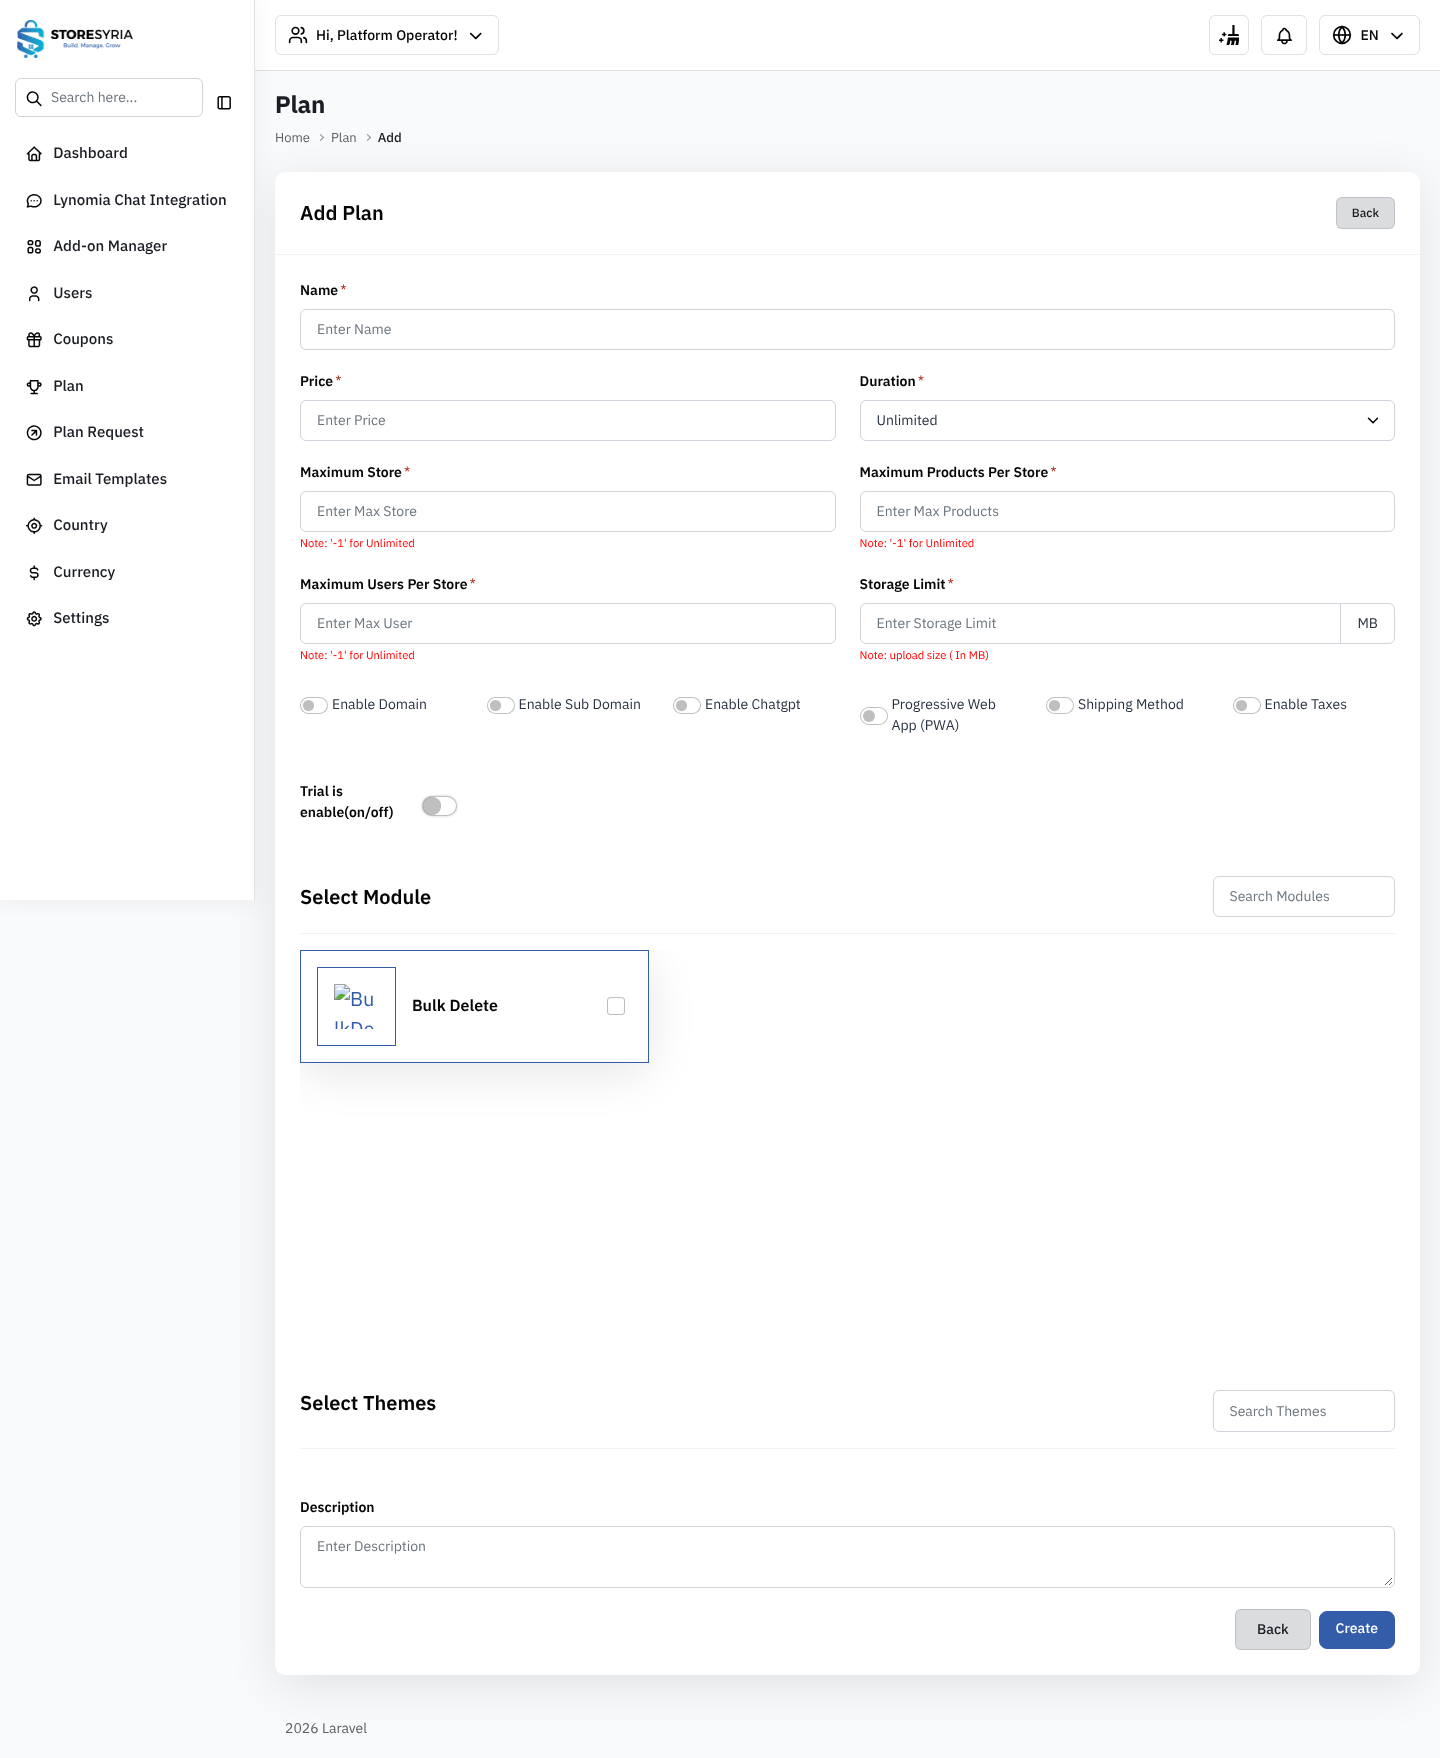 STORESYRIA
Build. Manage. Grow
Search here...
Dashboard
Lynomia Chat Integration
Add-on Manager
Users
Coupons
Plan
Plan Request
Email Templates
Country
Currency
Settings
Hi, Platform Operator!
EN
Plan
Home > Plan > Add
Add Plan
Back
Name *
Enter Name
Price *
Duration *
Enter Price
Unlimited
Maximum Store *
Maximum Products Per Store *
Enter Max Store
Enter Max Products
Note: '-1' for Unlimited
Note: '-1' for Unlimited
Maximum Users Per Store *
Storage Limit *
Enter Max User
Enter Storage Limit
MB
Note: '-1' for Unlimited
Note: upload size ( In MB)
Enable Domain
Enable Sub Domain
Enable Chatgpt
Progressive Web
App (PWA)
Shipping Method
Enable Taxes
Trial is
enable(on/off)
Select Module
Search Modules
Bu
lkDe
Bulk Delete
Select Themes
Search Themes
Description
Enter Description
Back
Create
2026 Laravel